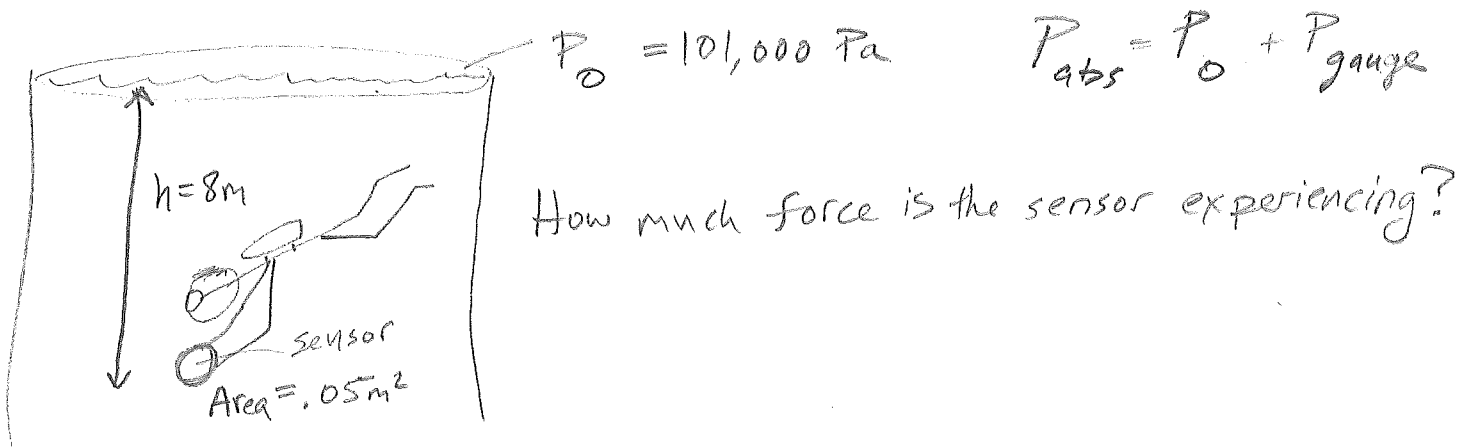 P₀ = 101,000 Pa
P_abs = P₀ + P_gauge
h=8m
How much force is the sensor experiencing?
sensor
Area=.05m²